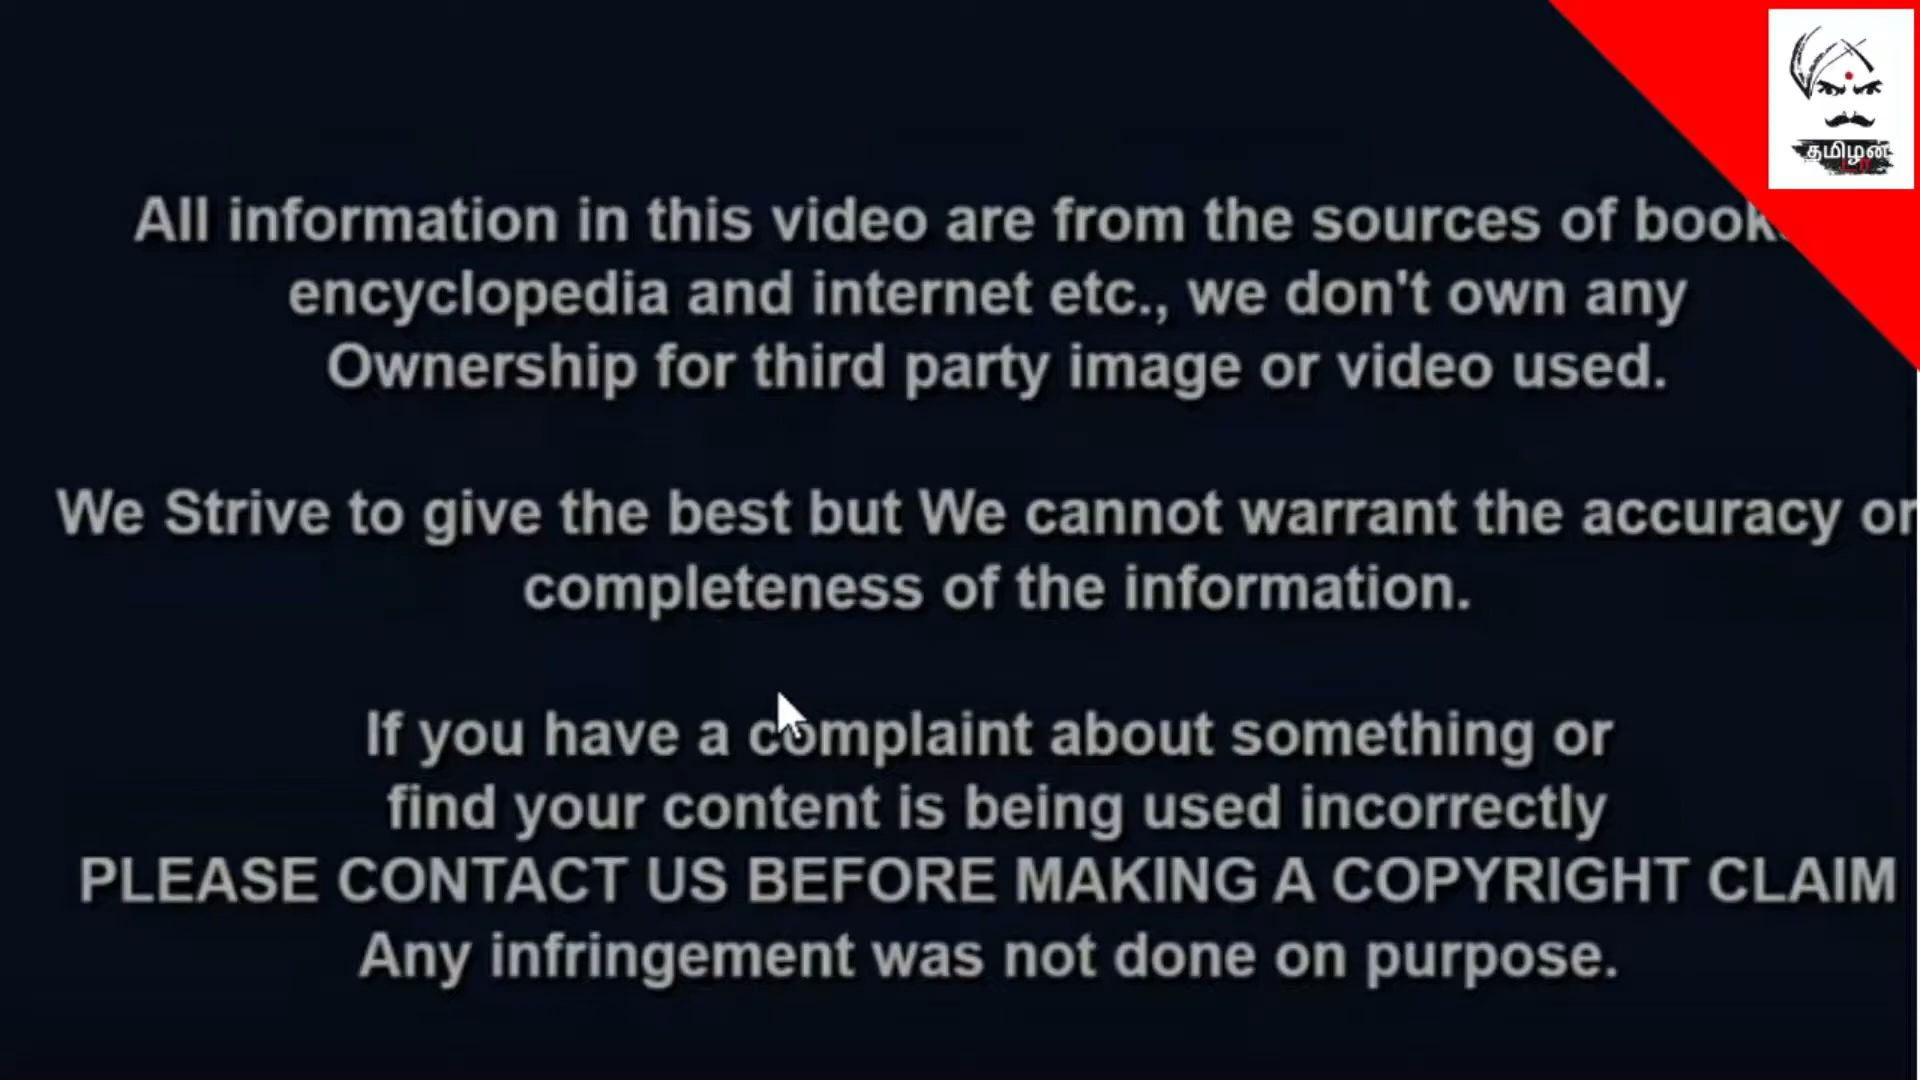 தமிழன்
டா
All information in this video are from the sources of book
encyclopedia and internet etc., we don't own any
Ownership for third party image or video used.
We Strive to give the best but We cannot warrant the accuracy or
completeness of the information.
If you have a complaint about something or
find your content is being used incorrectly
PLEASE CONTACT US BEFORE MAKING A COPYRIGHT CLAIM
Any infringement was not done on purpose.